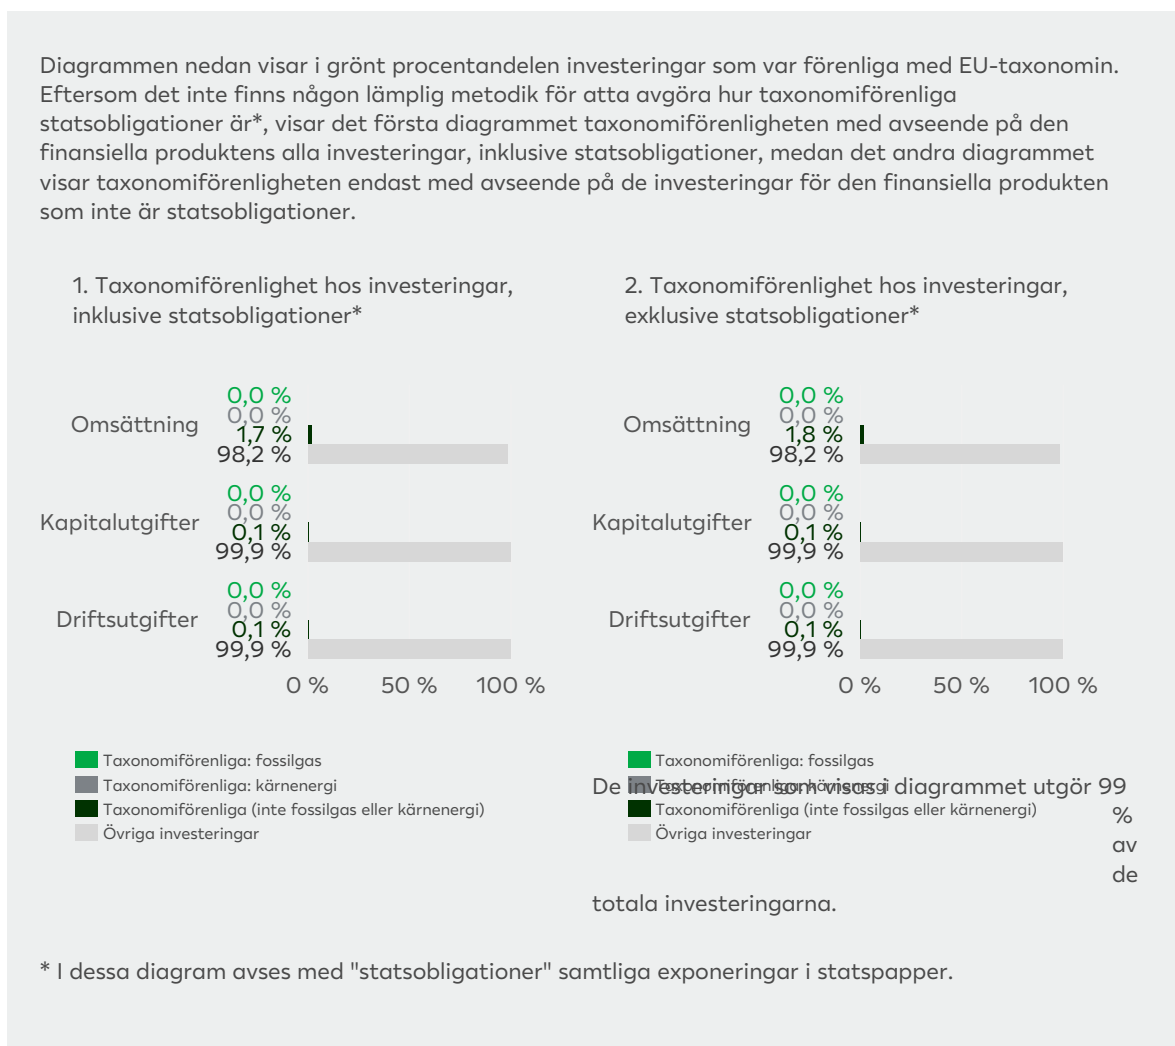 Diagrammen nedan visar i grönt procentandelen investeringar som var förenliga med EU-taxonomin.
Eftersom det inte finns någon lämplig metodik för atta avgöra hur taxonomiförenliga
statsobligationer är*, visar det första diagrammet taxonomiförenligheten med avseende på den
finansiella produktens alla investeringar, inklusive statsobligationer, medan det andra diagrammet
visar taxonomiförenligheten endast med avseende på de investeringar för den finansiella produkten
som inte är statsobligationer.
1. Taxonomiförenlighet hos investeringar,
inklusive statsobligationer*
Omsättning
0,0 %
0,0 %
1,7 %
98,2 %
Kapitalutgifter
0,0 %
0,0 %
0,1 %
99,9 %
Driftsutgifter
0,0 %
0,0 %
0,1 %
99,9 %
0 % 50 % 100 %
Taxonomiförenliga: fossilgas
Taxonomiförenliga: kärnenergi
Taxonomiförenliga (inte fossilgas eller kärnenergi)
Övriga investeringar
2. Taxonomiförenlighet hos investeringar,
exklusive statsobligationer*
Omsättning
0,0 %
0,0 %
1,8 %
98,2 %
Kapitalutgifter
0,0 %
0,0 %
0,1 %
99,9 %
Driftsutgifter
0,0 %
0,0 %
0,1 %
99,9 %
0 % 50 % 100 %
Taxonomiförenliga: fossilgas
Taxonomiförenliga: kärnenergi
Taxonomiförenliga (inte fossilgas eller kärnenergi)
Övriga investeringar
De investeringar som visas i diagrammet utgör 99
%
av
de
totala investeringarna.
* I dessa diagram avses med "statsobligationer" samtliga exponeringar i statspapper.